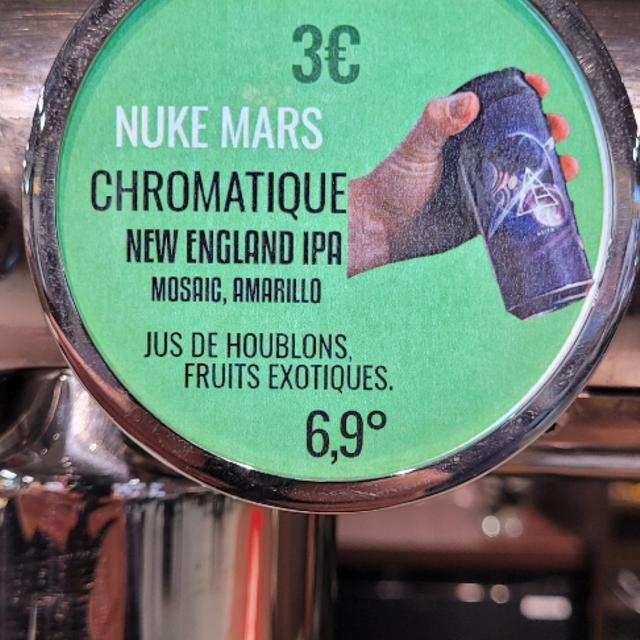 3€
NUKE MARS
CHROMATIQUE
NEW ENGLAND IPA
MOSAIC, AMARILLO
JUS DE HOUBLONS,
FRUITS EXOTIQUES.
6,9°